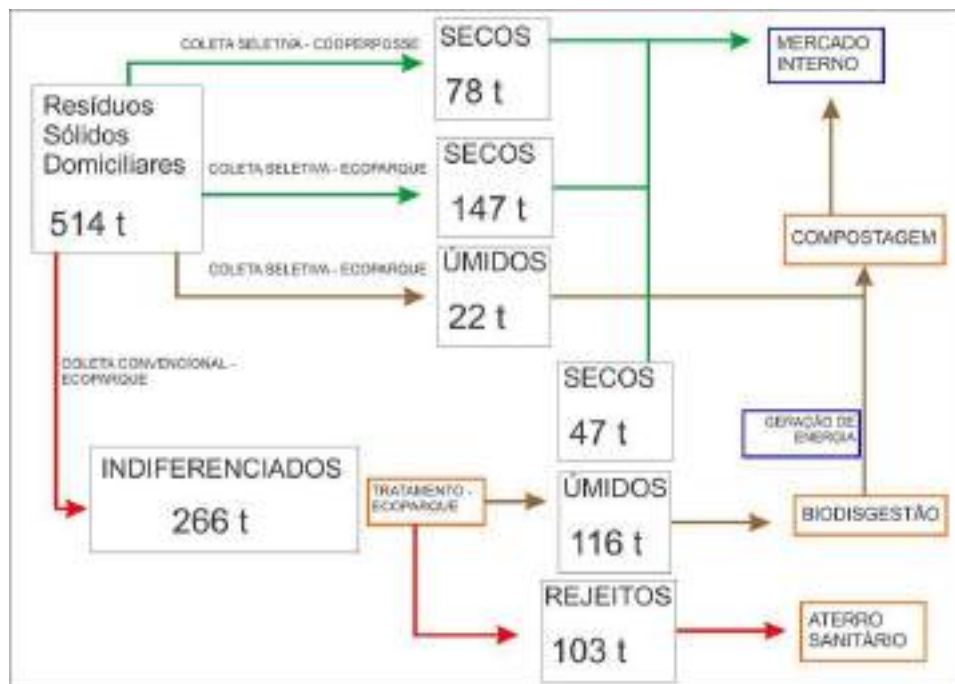 COLETA SELETIVA - COOPERPOSSE
SECOS
78 t
MERCADO
INTERNO
Resíduos
Sólidos
Domiciliares
514 t
COLETA SELETIVA - ECOPARQUE
SECOS
147 t
COLETA SELETIVA - ECOPARQUE
ÚMIDOS
22 t
COMPOSTAGEM
COLETA CONVENCIONAL -
ECOPARQUE
SECOS
47 t
GERAÇÃO DE
ENERGIA
INDIFERENCIADOS
266 t
TRATAMENTO -
ECOPARQUE
ÚMIDOS
116 t
BIODISGESTÃO
REJEITOS
103 t
ATERRO
SANITÁRIO